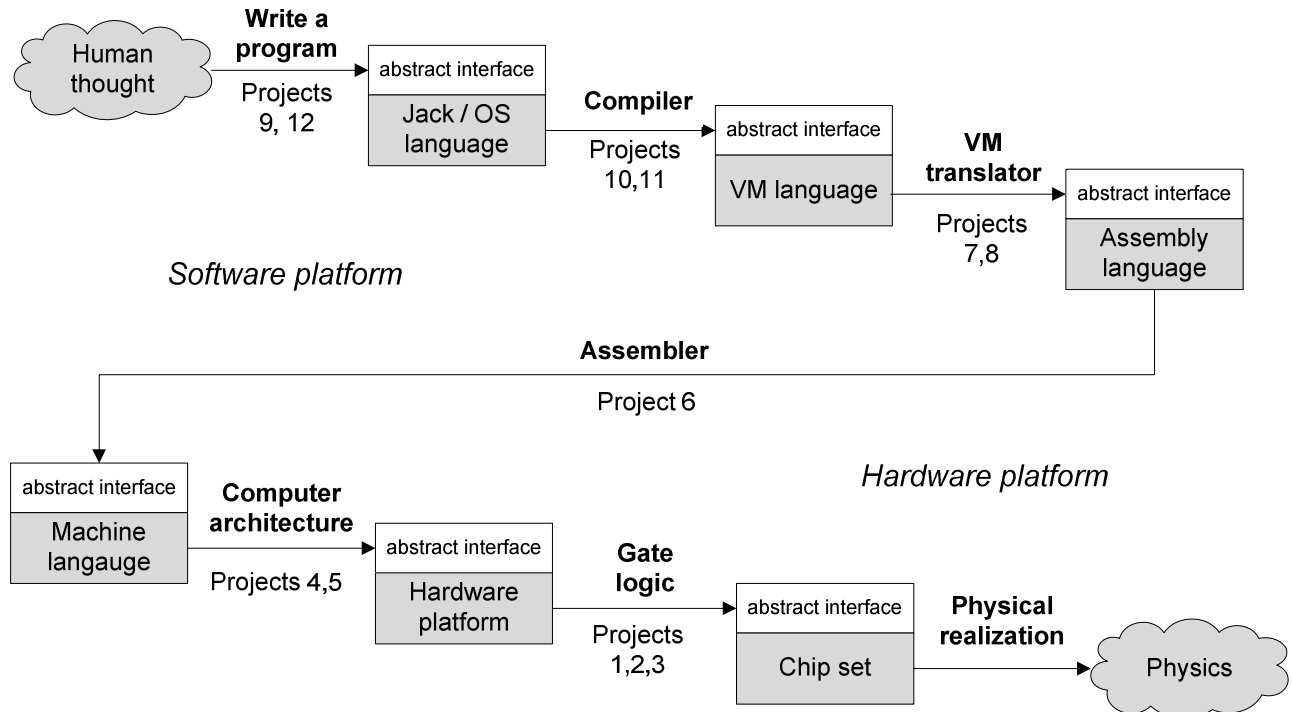 Human
thought
Write a
program
Projects
9, 12
abstract interface
Jack / OS
language
Compiler
Projects
10,11
abstract interface
VM language
VM
translator
Projects
7,8
abstract interface
Assembly
language
Software platform
Assembler
Project 6
Hardware platform
abstract interface
Machine
langauge
Computer
architecture
Projects 4,5
abstract interface
Hardware
platform
Gate
logic
Projects
1,2,3
abstract interface
Chip set
Physical
realization
Physics